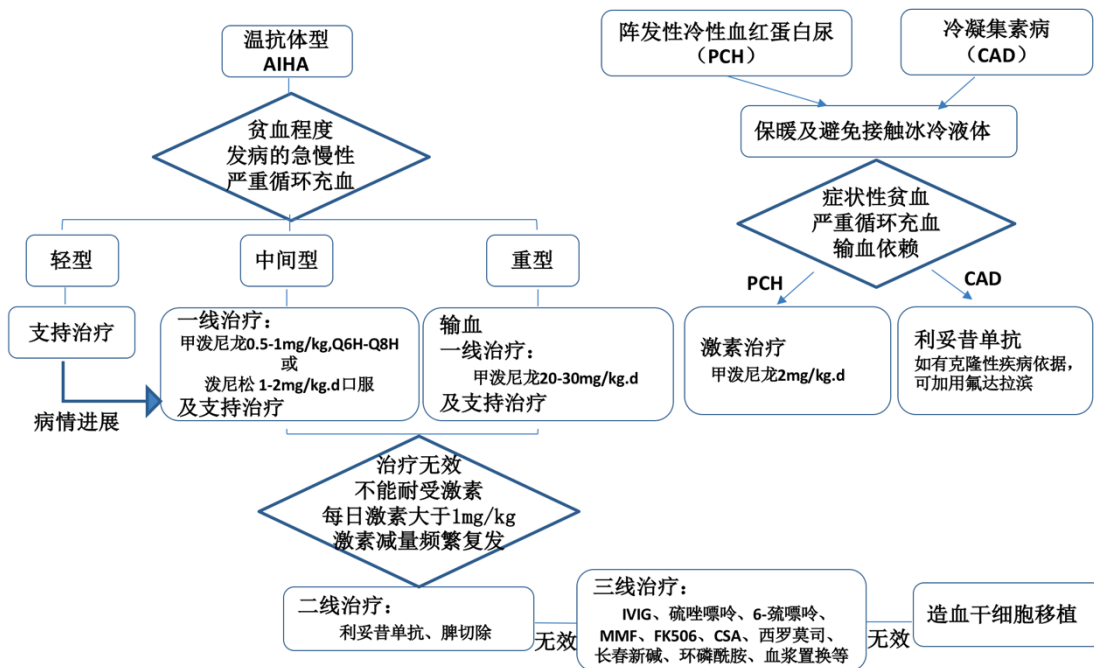 温抗体型
AIHA
阵发性冷性血红蛋白尿
（PCH）
冷凝集素病
（CAD）
贫血程度
发病的急慢性
严重循环充血
保暖及避免接触冰冷液体
症状性贫血
严重循环充血
输血依赖
轻型
中间型
重型
PCH
CAD
支持治疗
一线治疗：
甲泼尼龙0.5-1mg/kg,Q6H-Q8H
或
泼尼松 1-2mg/kg.d口服
及支持治疗
输血
一线治疗：
甲泼尼龙20-30mg/kg.d
及支持治疗
激素治疗
甲泼尼龙2mg/kg.d
利妥昔单抗
如有克隆性疾病依据，
可加用氟达拉滨
病情进展
治疗无效
不能耐受激素
每日激素大于1mg/kg
激素减量频繁复发
二线治疗：
利妥昔单抗、脾切除
无效
三线治疗：
IVIG、硫唑嘌呤、6-巯嘌呤、
MMF、FK506、CSA、西罗莫司、
长春新碱、环磷酰胺、血浆置换等
无效
造血干细胞移植